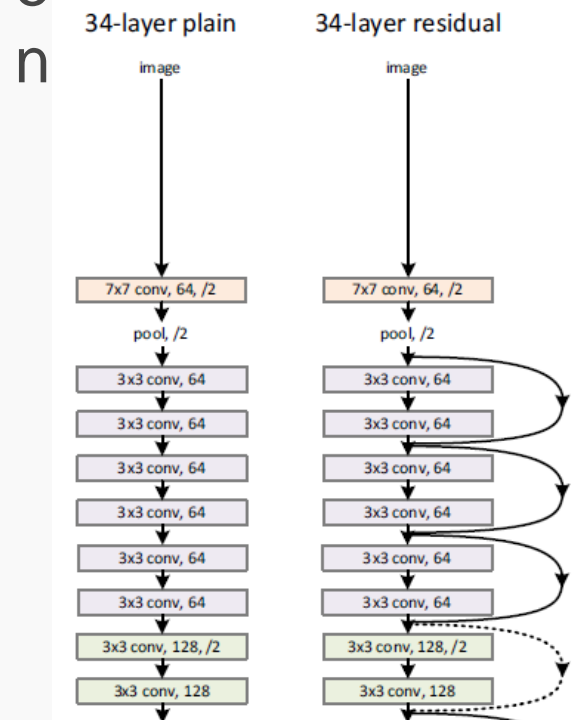 n
34-layer plain
image
7x7 conv, 64, /2
pool, /2
3x3 conv, 64
3x3 conv, 64
3x3 conv, 64
3x3 conv, 64
3x3 conv, 64
3x3 conv, 64
3x3 conv, 128, /2
3x3 conv, 128
34-layer residual
image
7x7 conv, 64, /2
pool, /2
3x3 conv, 64
3x3 conv, 64
3x3 conv, 64
3x3 conv, 64
3x3 conv, 64
3x3 conv, 64
3x3 conv, 128, /2
3x3 conv, 128